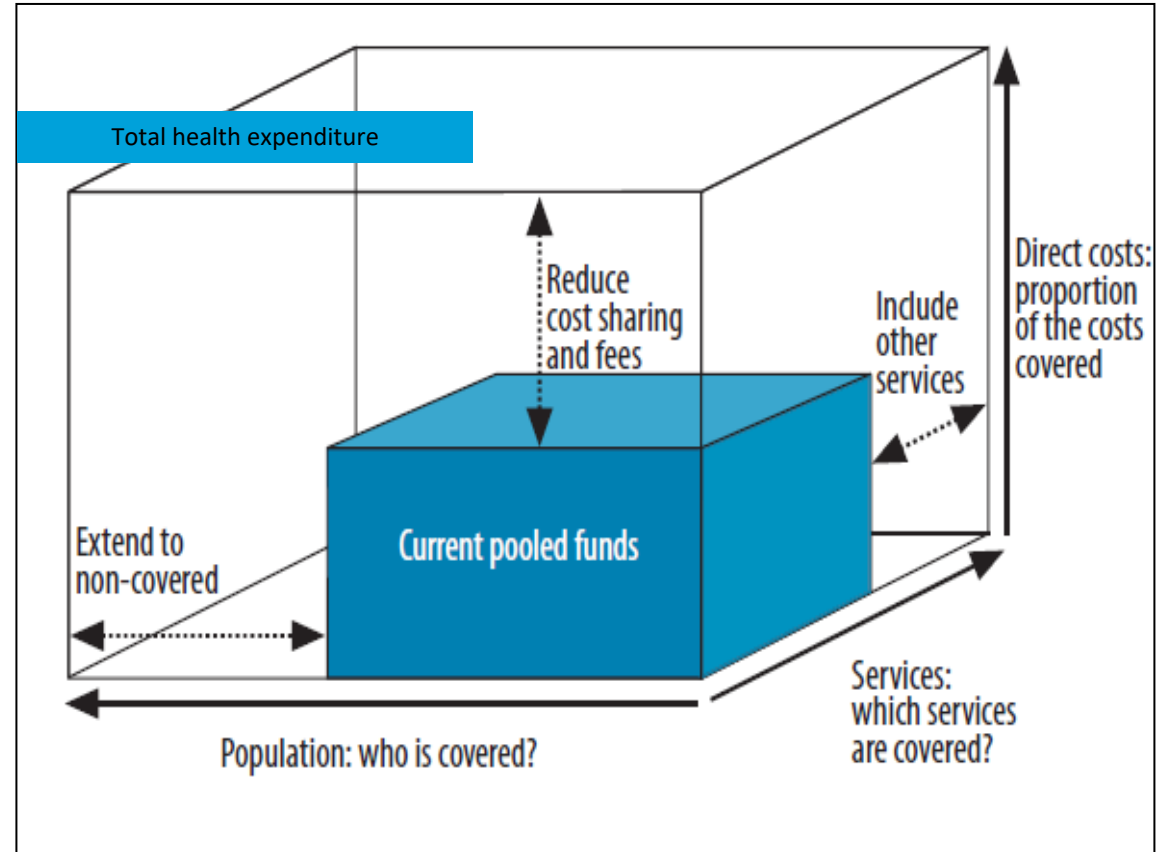 Total health expenditure
Reduce
cost sharing
and fees
Include
other
services
Direct costs:
proportion
of the costs
covered
Extend to
non-covered
Current pooled funds
Services:
which services
are covered?
Population: who is covered?